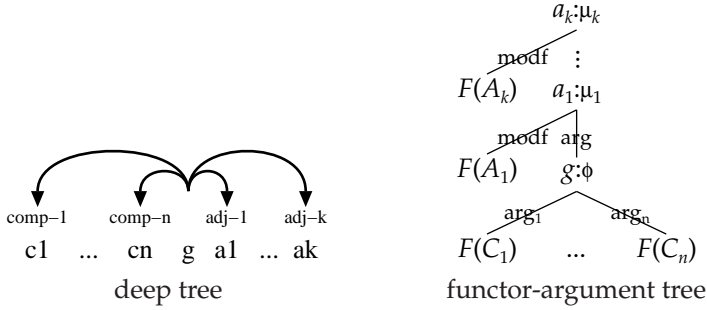 comp−1 comp−n adj−1 adj−k
c1 ... cn g a1 ... ak
deep tree
a_k:μ_k
modf ⋮
F(A_k) a_1:μ_1
modf arg
F(A_1) g:ϕ
arg_1 arg_n
F(C_1) ... F(C_n)
functor-argument tree